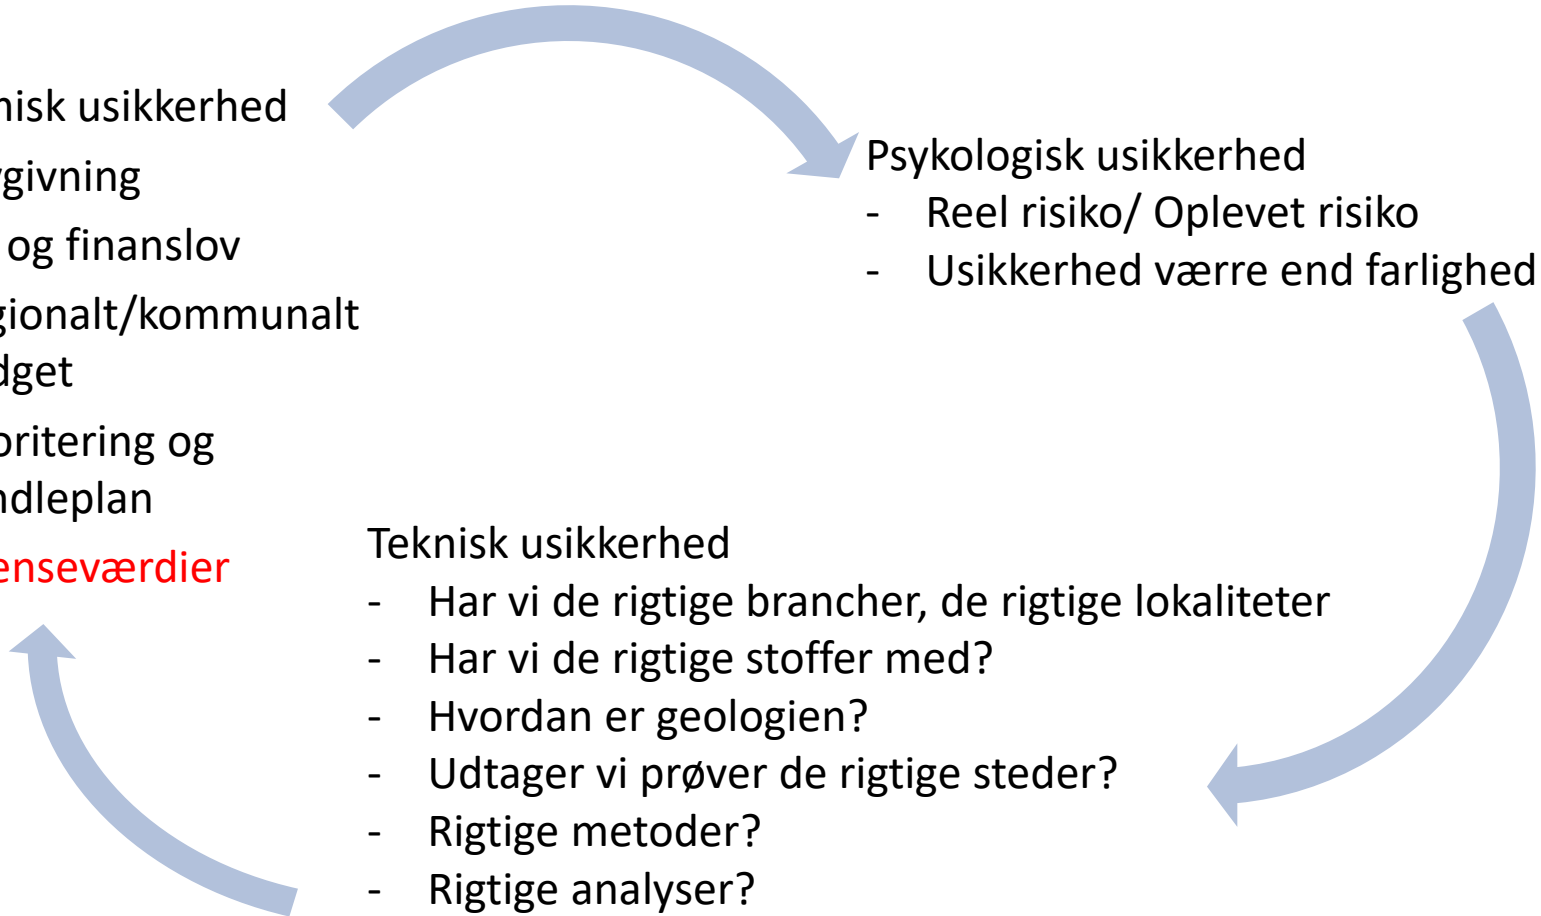 nisk usikkerhed
givning
og finanslov
gionalt/kommunalt
dget
oritering og
ndleplan
enseværdier
Psykologisk usikkerhed
- Reel risiko/ Oplevet risiko
- Usikkerhed værre end farlighed
Teknisk usikkerhed
- Har vi de rigtige brancher, de rigtige lokaliteter
- Har vi de rigtige stoffer med?
- Hvordan er geologien?
- Udtager vi prøver de rigtige steder?
- Rigtige metoder?
- Rigtige analyser?